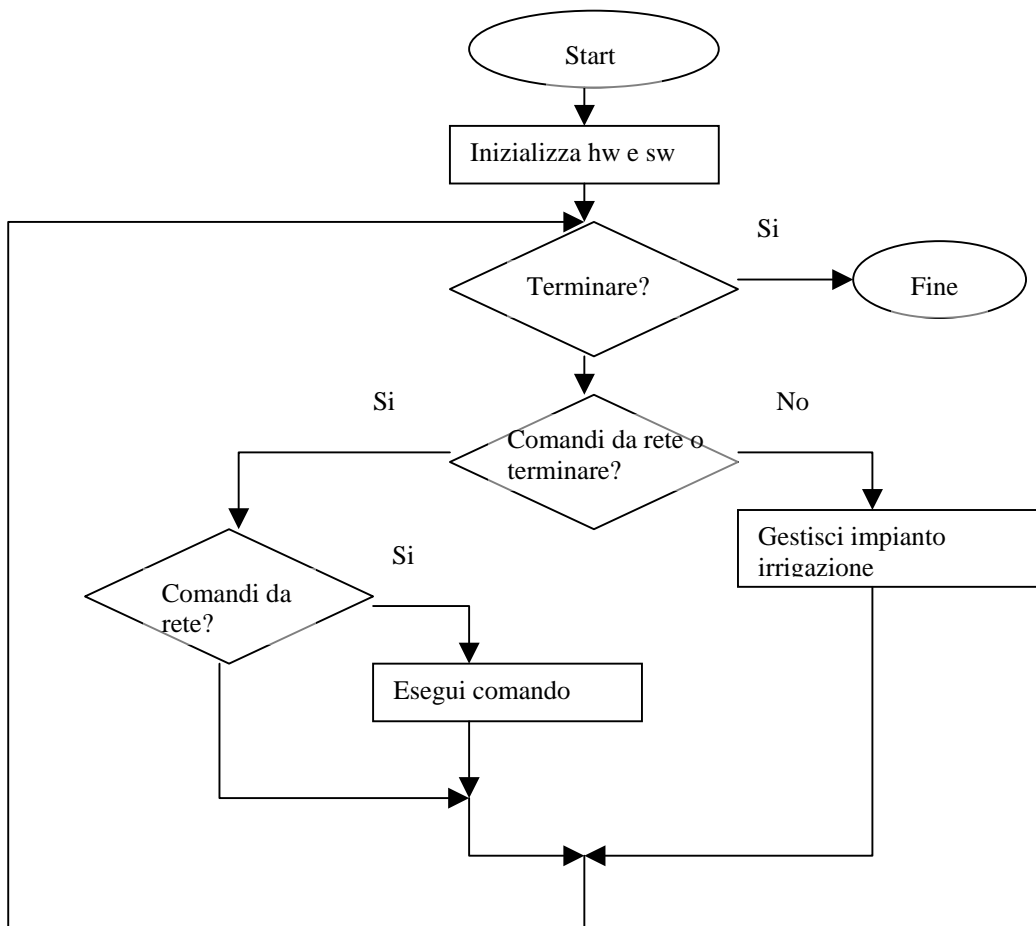 Start
Inizializza hw e sw
Si
Terminare?
Fine
Si
No
Comandi da rete o
terminare?
Gestisci impianto
irrigazione
Si
Comandi da
rete?
Esegui comando